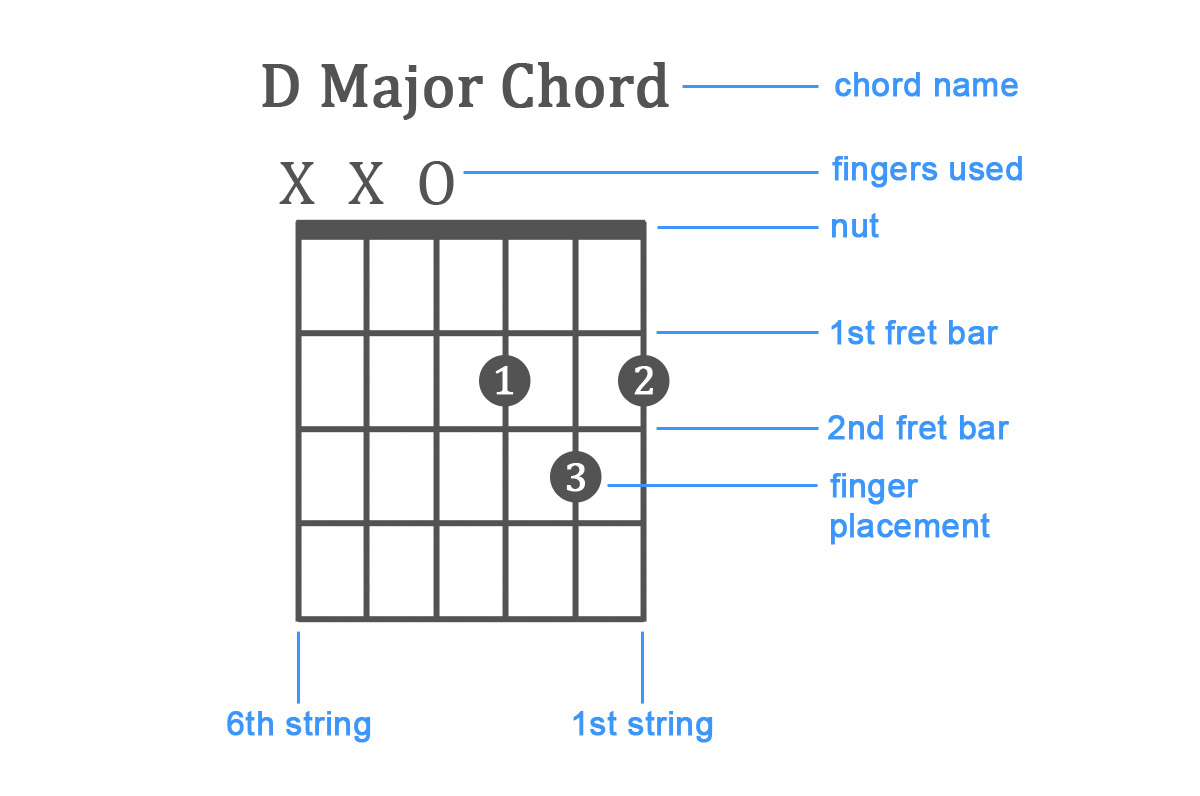 D Major Chord
chord name
X X O
fingers used
nut
1st fret bar
1
2
2nd fret bar
3
finger
placement
6th string
1st string